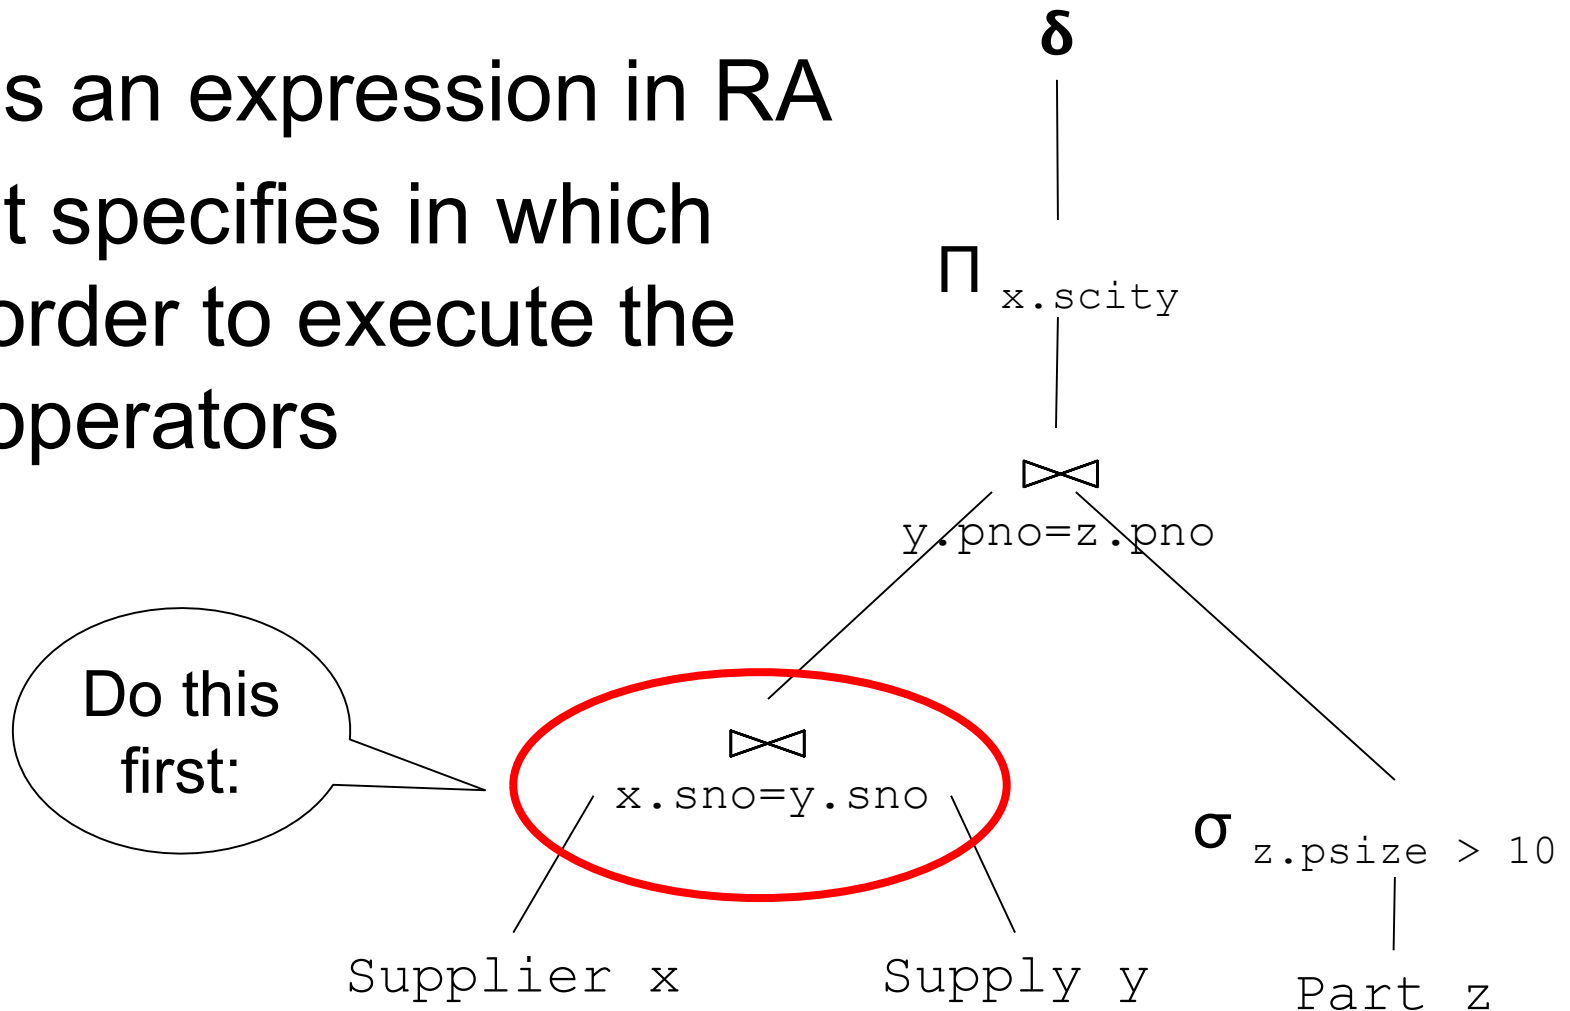 δ
s an expression in RA
t specifies in which
order to execute the
operators
Π x.scity
⋈
y.pno=z.pno
Do this
first:
⋈
x.sno=y.sno
σ z.psize > 10
Supplier x
Supply y
Part z